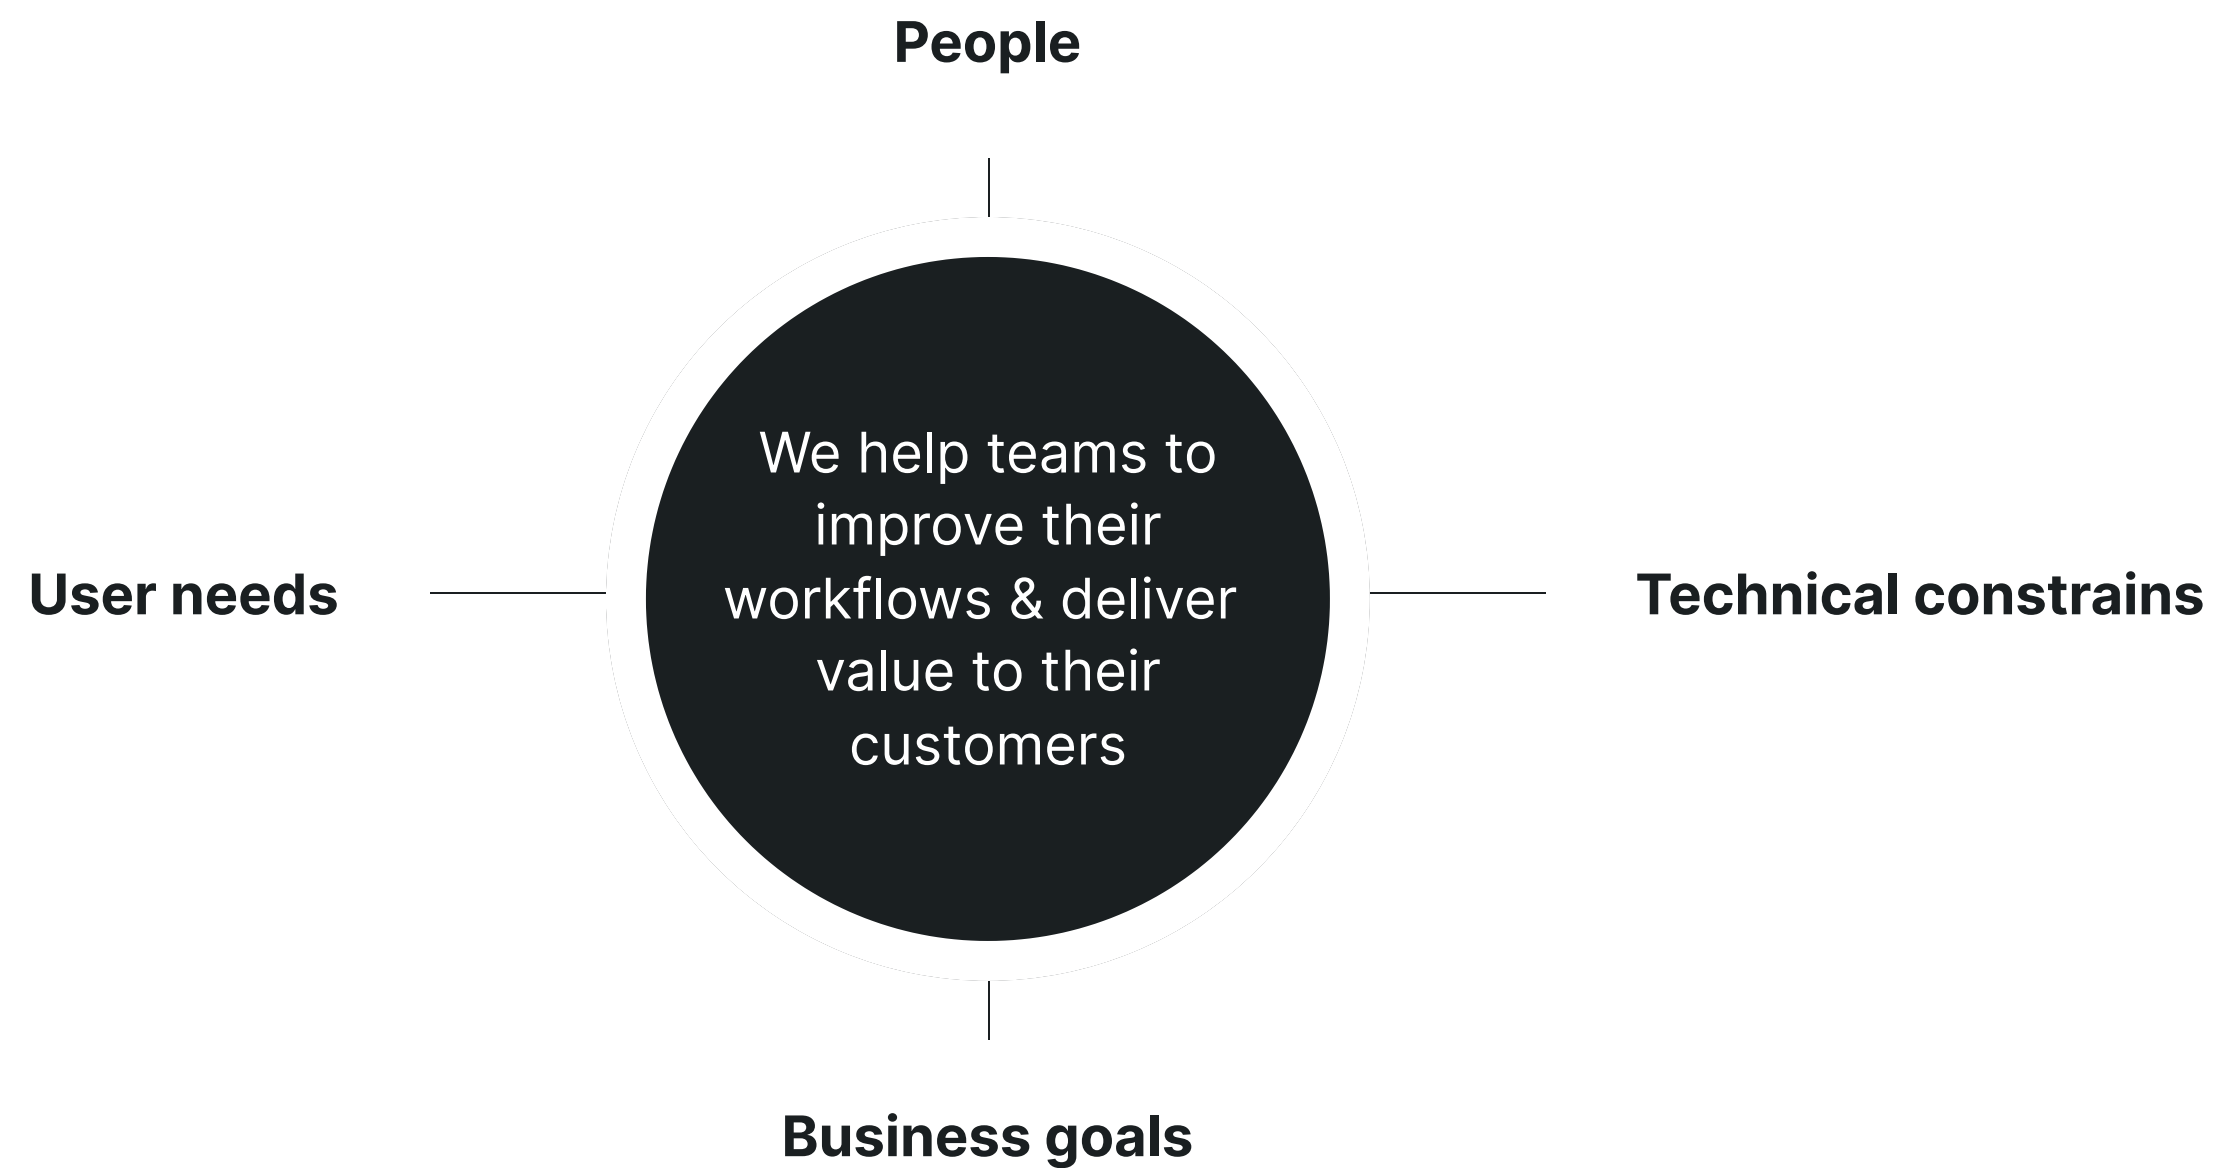 People
We help teams to
improve their
User needs
workflows & deliver
Technical constrains
value to their
customers
Business goals